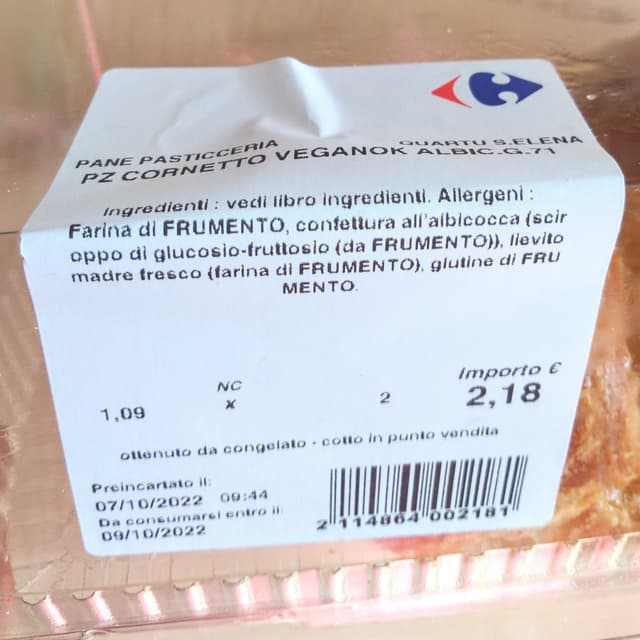 QUARTU S.ELENA
PANE PASTICCERIA
PZ CORNETTO VEGANOK ALBIC.G.71
Ingredienti : vedi libro ingredienti. Allergeni :
Farina di FRUMENTO, confettura all'albicocca (scir
oppo di glucosio-fruttosio (da FRUMENTO)), lievito
madre fresco (farina di FRUMENTO), glutine di FRU
MENTO.
Importo €
NC
1,09 x 2 2,18
ottenuto da congelato - cotto in punto vendita
Preincartato il:
07/10/2022 09:44
Da consumarsi entro il:
09/10/2022
2 114864 002181